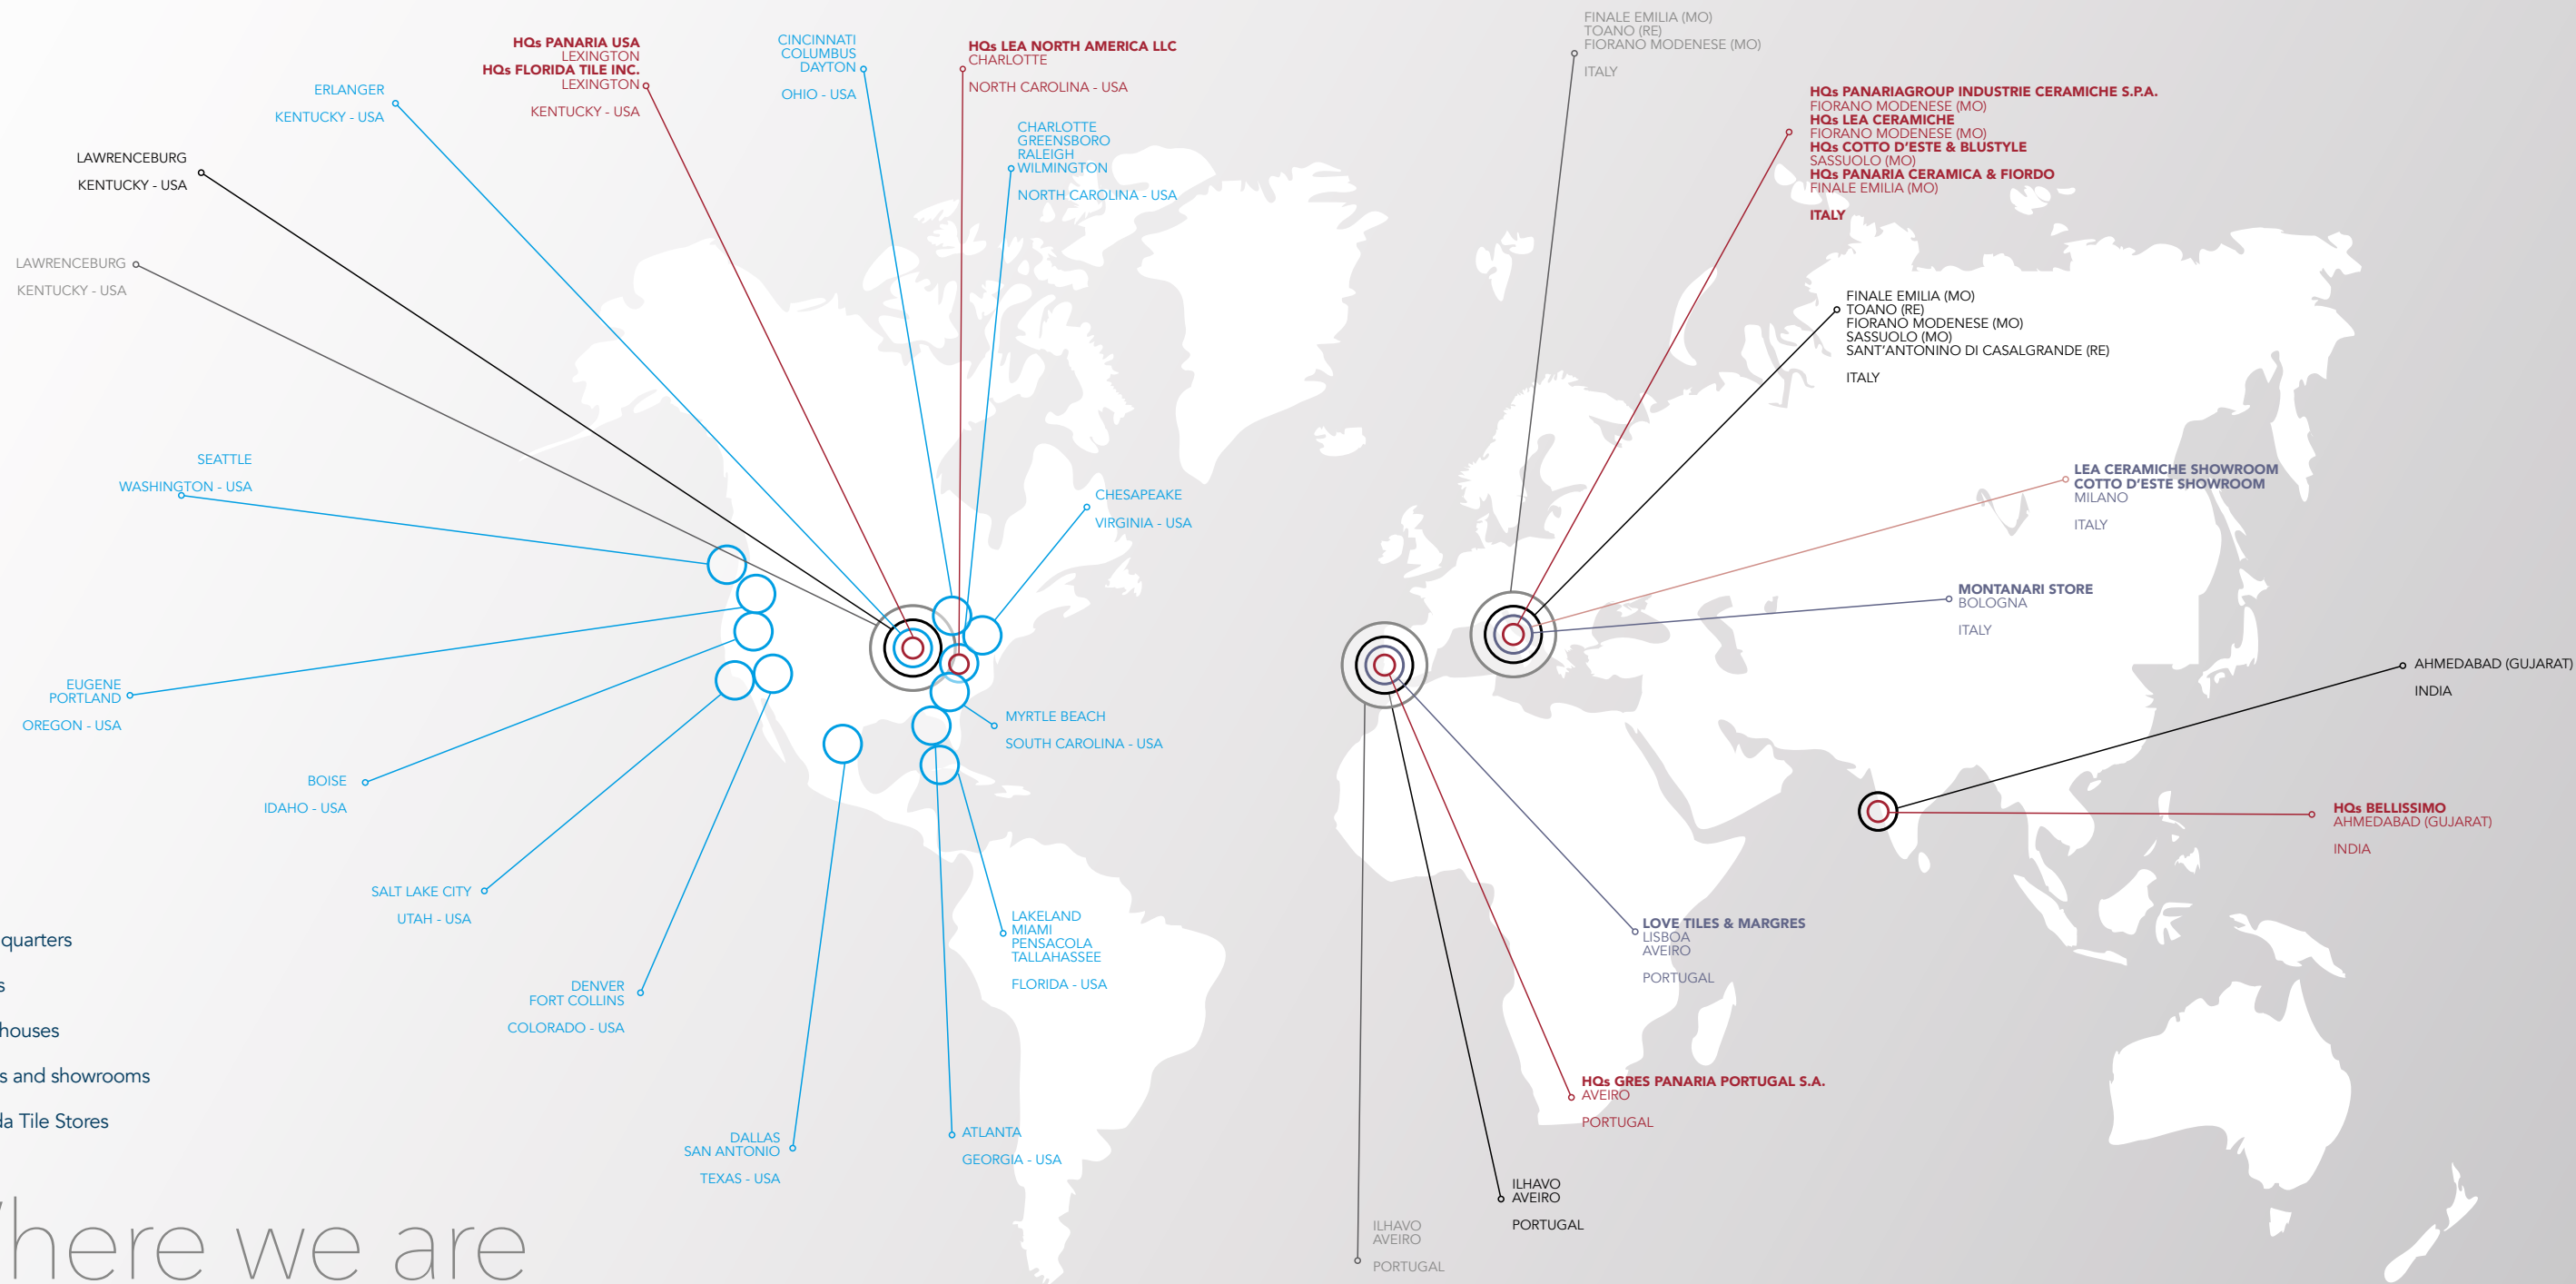 HQs PANARIA USA
LEXINGTON
HQs FLORIDA TILE INC.
LEXINGTON
KENTUCKY - USA
CINCINNATI
COLUMBUS
DAYTON
OHIO - USA
HQs LEA NORTH AMERICA LLC
CHARLOTTE
NORTH CAROLINA - USA
FINALE EMILIA (MO)
TOANO (RE)
FIORANO MODENESE (MO)
ITALY
ERLANGER
KENTUCKY - USA
CHARLOTTE
GREENSBORO
RALEIGH
WILMINGTON
NORTH CAROLINA - USA
HQs PANARIAGROUP INDUSTRIE CERAMICHE S.P.A.
FIORANO MODENESE (MO)
HQs LEA CERAMICHE
FIORANO MODENESE (MO)
HQs COTTO D'ESTE & BLUSTYLE
SASSUOLO (MO)
HQs PANARIA CERAMICA & FIORDO
FINALE EMILIA (MO)
ITALY
LAWRENCEBURG
KENTUCKY - USA
LAWRENCEBURG
KENTUCKY - USA
FINALE EMILIA (MO)
TOANO (RE)
FIORANO MODENESE (MO)
SASSUOLO (MO)
SANT'ANTONINO DI CASALGRANDE (RE)
ITALY
SEATTLE
WASHINGTON - USA
CHESAPEAKE
VIRGINIA - USA
LEA CERAMICHE SHOWROOM
COTTO D'ESTE SHOWROOM
MILANO
ITALY
MONTANARI STORE
BOLOGNA
ITALY
EUGENE
PORTLAND
OREGON - USA
MYRTLE BEACH
SOUTH CAROLINA - USA
AHMEDABAD (GUJARAT)
INDIA
BOISE
IDAHO - USA
HQs BELLISSIMO
AHMEDABAD (GUJARAT)
INDIA
SALT LAKE CITY
UTAH - USA
LAKELAND
MIAMI
PENSACOLA
TALLAHASSEE
FLORIDA - USA
LOVE TILES & MARGRES
LISBOA
AVEIRO
PORTUGAL
DENVER
FORT COLLINS
COLORADO - USA
HQs GRES PANARIA PORTUGAL S.A.
AVEIRO
PORTUGAL
DALLAS
SAN ANTONIO
TEXAS - USA
ATLANTA
GEORGIA - USA
ILHAVO
AVEIRO
PORTUGAL
ILHAVO
AVEIRO
PORTUGAL
quarters
s
houses
s and showrooms
da Tile Stores
here we are